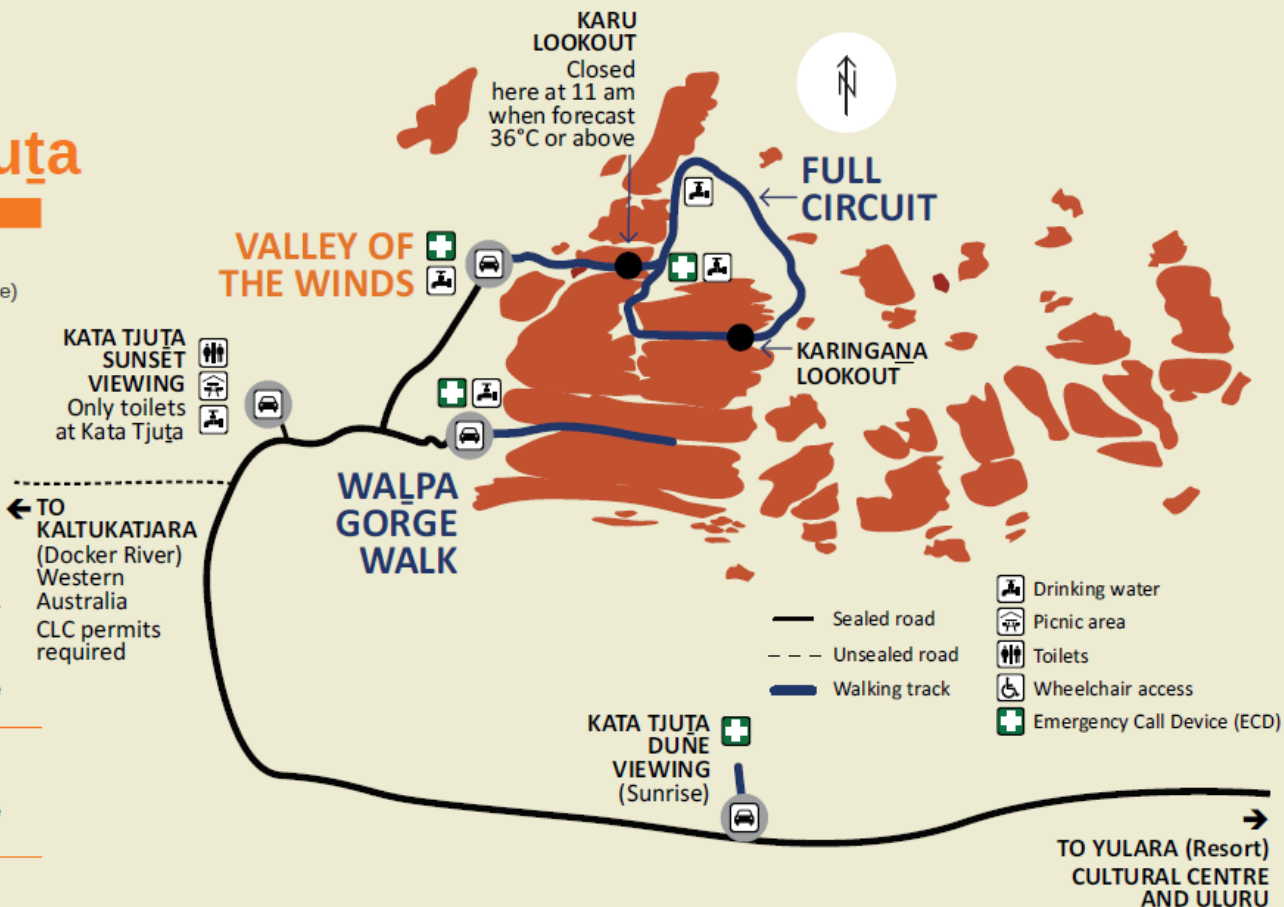 uṯa
e)
KARU
LOOKOUT
Closed
here at 11 am
when forecast
36°C or above
N
FULL
CIRCUIT
VALLEY OF
THE WINDS
KATA TJUṮA
SUNSET
VIEWING
Only toilets
at Kata Tjuṯa
KARINGAṈA
LOOKOUT
WAḺPA
GORGE
WALK
TO
KALTUKATJARA
(Docker River)
Western
Australia
CLC permits
required
Sealed road
Unsealed road
Walking track
Drinking water
Picnic area
Toilets
Wheelchair access
Emergency Call Device (ECD)
KATA TJUṮA
DUNE
VIEWING
(Sunrise)
TO YULARA (Resort)
CULTURAL CENTRE
AND ULURU